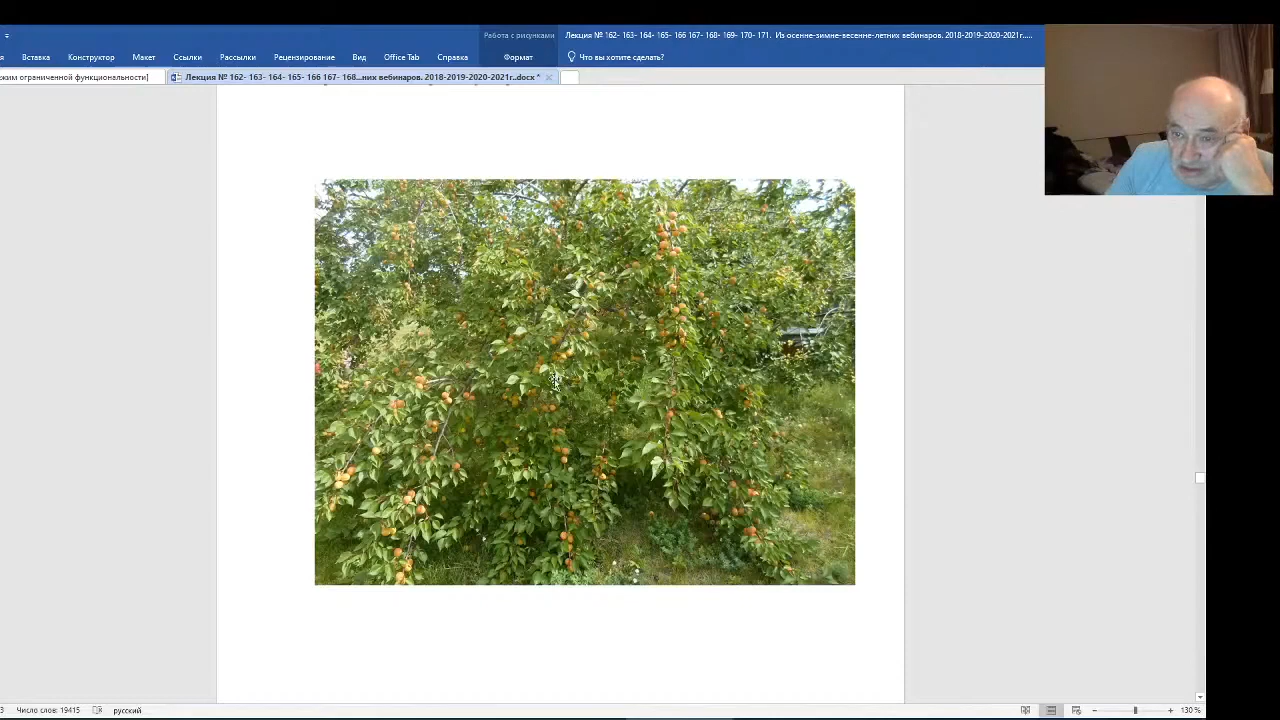 Работа с рисунками
Лекция № 162- 163- 164- 165- 166 167- 168- 169- 170- 171. Из осенне-зимне-весенне-летних вебинаров. 2018-2019-2020-2021г.....
Вставка Конструктор Макет Ссылки Рассылки Рецензирование Вид Office Tab Справка Формат Что вы хотите сделать?
жим ограниченной функциональности]
Лекция № 162- 163- 164- 165- 166 167- 168...них вебинаров. 2018-2019-2020-2021г..docx *
3 Число слов: 19415 русский 130%